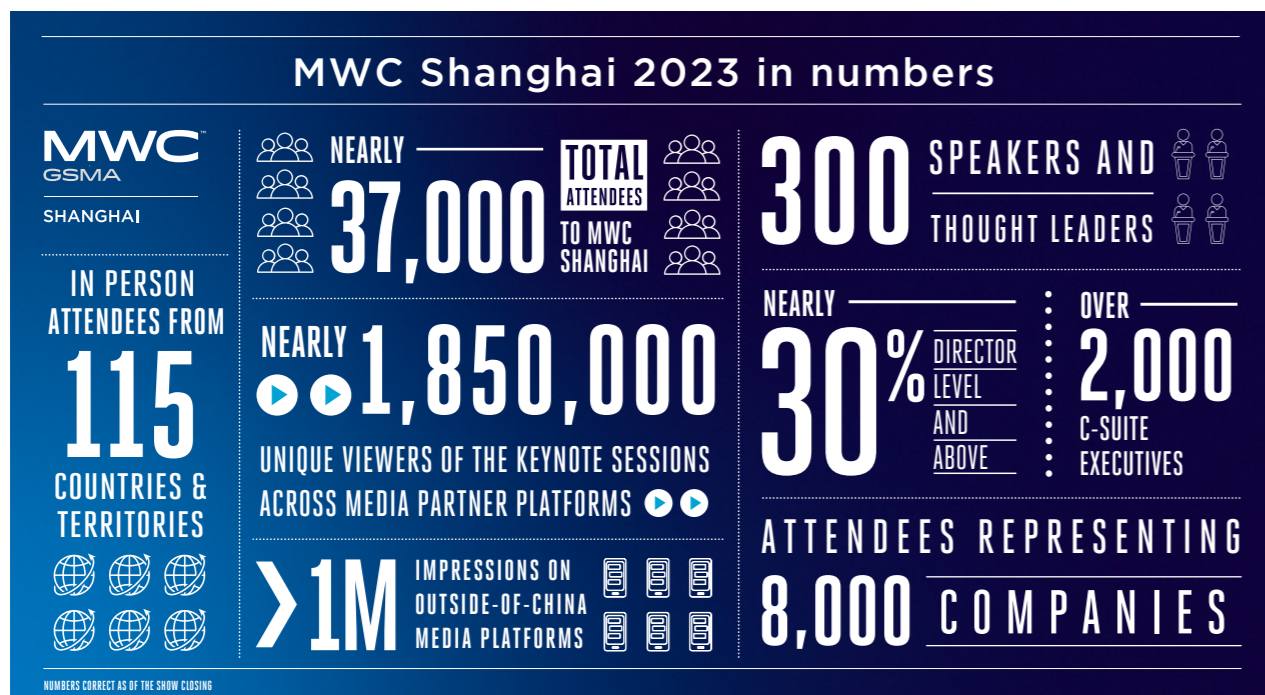 MWC Shanghai 2023 in numbers
MWC™
GSMA
SHANGHAI
IN PERSON
ATTENDEES FROM
115
COUNTRIES &
TERRITORIES
NEARLY
37,000
TOTAL
ATTENDEES
TO MWC
SHANGHAI
NEARLY
1,850,000
UNIQUE VIEWERS OF THE KEYNOTE SESSIONS
ACROSS MEDIA PARTNER PLATFORMS
>1M
IMPRESSIONS ON
OUTSIDE-OF-CHINA
MEDIA PLATFORMS
300
SPEAKERS AND
THOUGHT LEADERS
NEARLY
30%
DIRECTOR
LEVEL
AND
ABOVE
OVER
2,000
C-SUITE
EXECUTIVES
ATTENDEES REPRESENTING
8,000 COMPANIES
NUMBERS CORRECT AS OF THE SHOW CLOSING